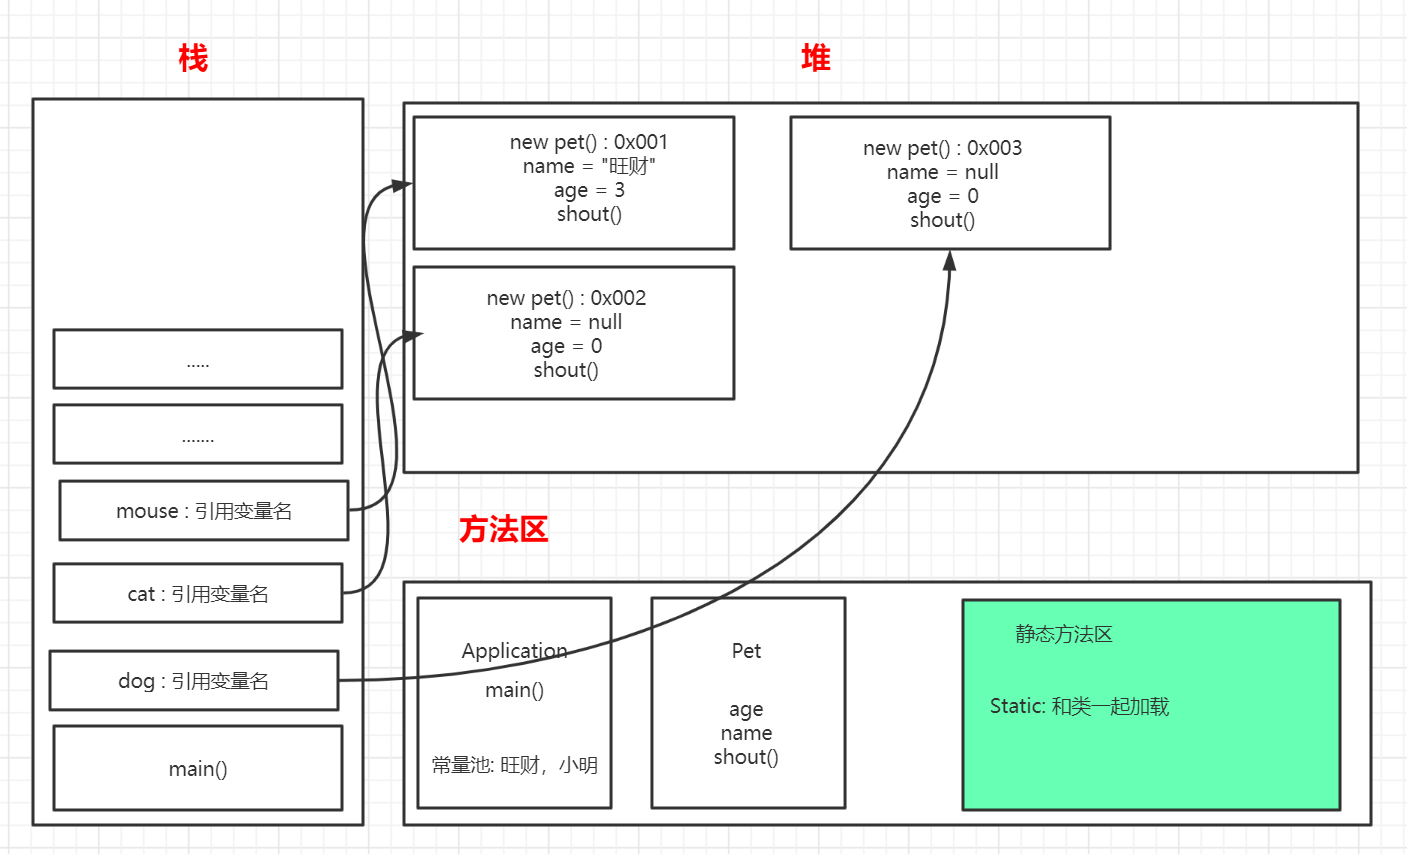 栈
.....
.......
mouse : 引用变量名
cat : 引用变量名
dog : 引用变量名
main()
堆
new pet() : 0x001
name = "旺财"
age = 3
shout()
new pet() : 0x003
name = null
age = 0
shout()
new pet() : 0x002
name = null
age = 0
shout()
方法区
Application
main()
常量池: 旺财，小明
Pet
age
name
shout()
静态方法区
Static: 和类一起加载